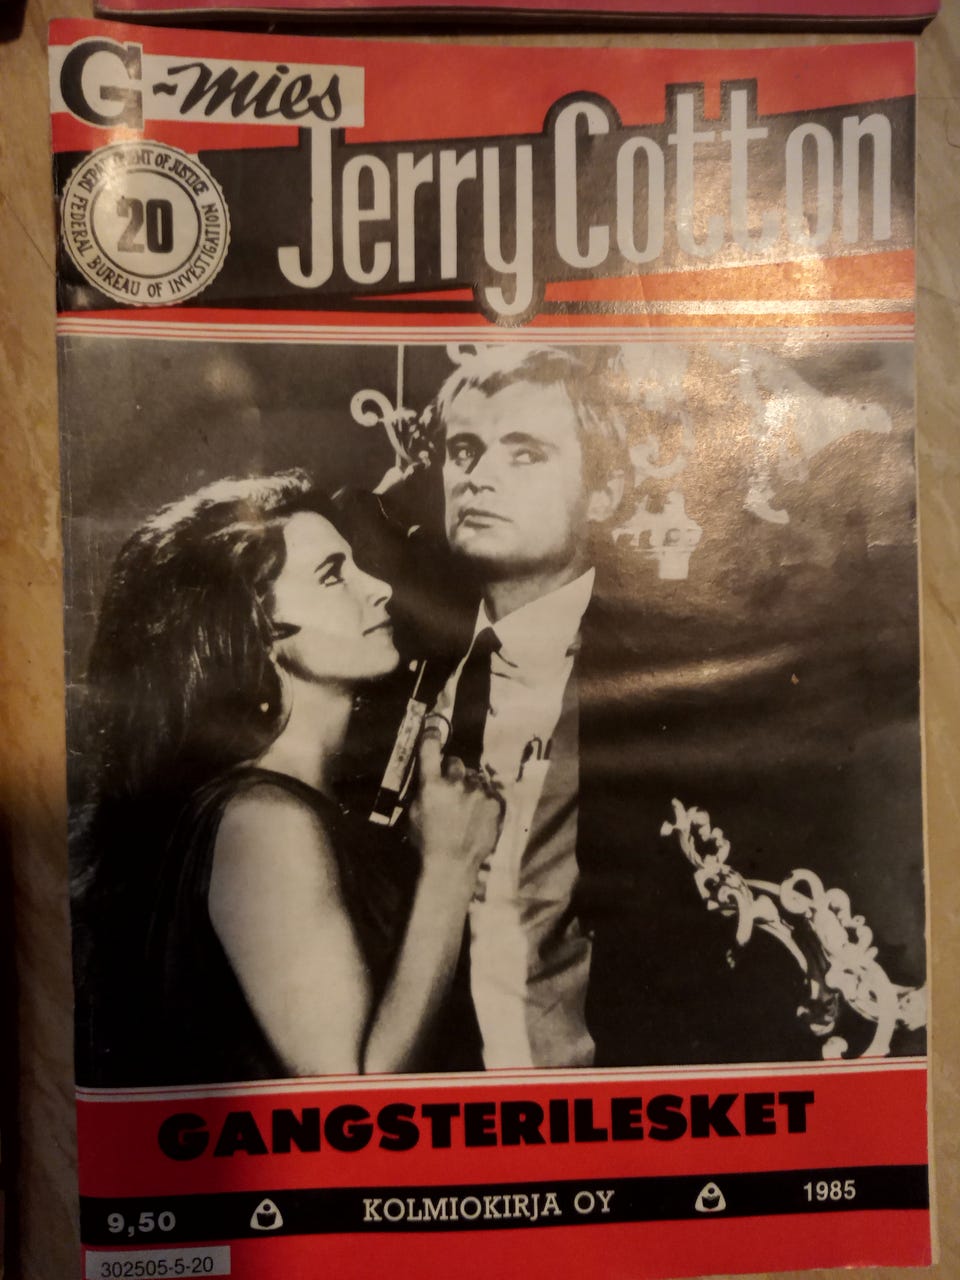 G-mies
Jerry Cotton
DEPARTMENT OF JUSTICE
20
FEDERAL BUREAU OF INVESTIGATION
GANGSTERILESKET
9,50
KOLMIOKIRJA OY
1985
302505-5-20